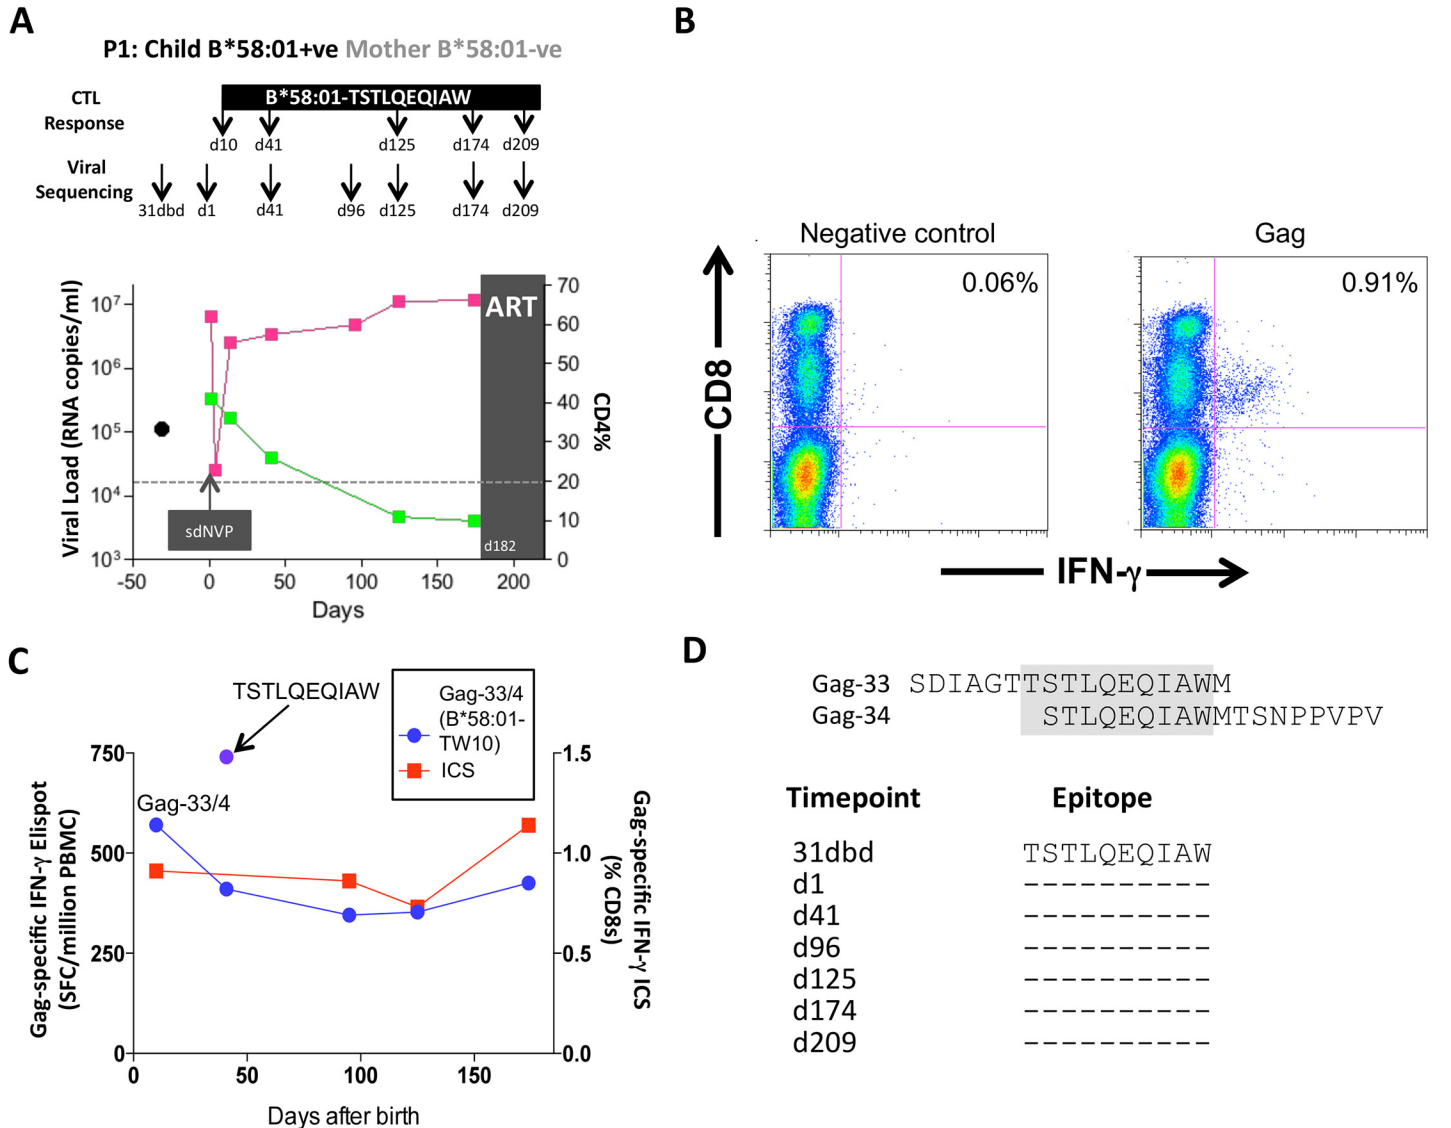 A
P1: Child B*58:01+ve Mother B*58:01-ve
CTL
Response
B*58:01-TSTLQEQIAW
d10 d41 d125 d174 d209
Viral
Sequencing
31dbd d1 d41 d96 d125 d174 d209
Viral Load (RNA copies/ml)
10⁷
10⁶
10⁵
10⁴
10³
70
60
50
40
30
20
10
0
CD4%
ART
sdNVP
d182
-50 0 50 100 150 200
Days
B
Negative control
0.06%
Gag
0.91%
CD8
IFN-γ
C
TSTLQEQIAW
Gag-33/4
(B*58:01-
TW10)
ICS
Gag-33/4
Gag-specific IFN-γ Elispot
(SFC/million PBMC)
750
500
250
0
1.5
1.0
0.5
0.0
Gag-specific IFN-γ ICS
(% CD8s)
0 50 100 150
Days after birth
D
Gag-33 SDIAGTTSTLQEQIAWM
Gag-34 STLQEQIAWMTSNPPVPV
Timepoint Epitope
31dbd TSTLQEQIAW
d1 ----------
d41 ----------
d96 ----------
d125 ----------
d174 ----------
d209 ----------